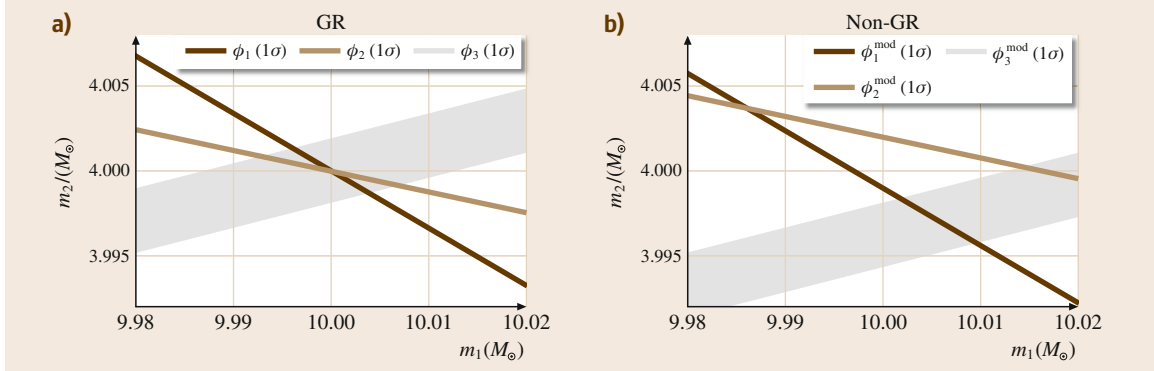 a)
GR
ϕ₁ (1σ) ϕ₂ (1σ) ϕ₃ (1σ)
4.005
4.000
3.995
m₂/(M⊙)
9.98 9.99 10.00 10.01 10.02
m₁(M⊙)
b)
Non-GR
ϕ₁ᵐᵒᵈ (1σ) ϕ₃ᵐᵒᵈ (1σ)
ϕ₂ᵐᵒᵈ (1σ)
4.005
4.000
3.995
m₂/(M⊙)
9.98 9.99 10.00 10.01 10.02
m₁(M⊙)